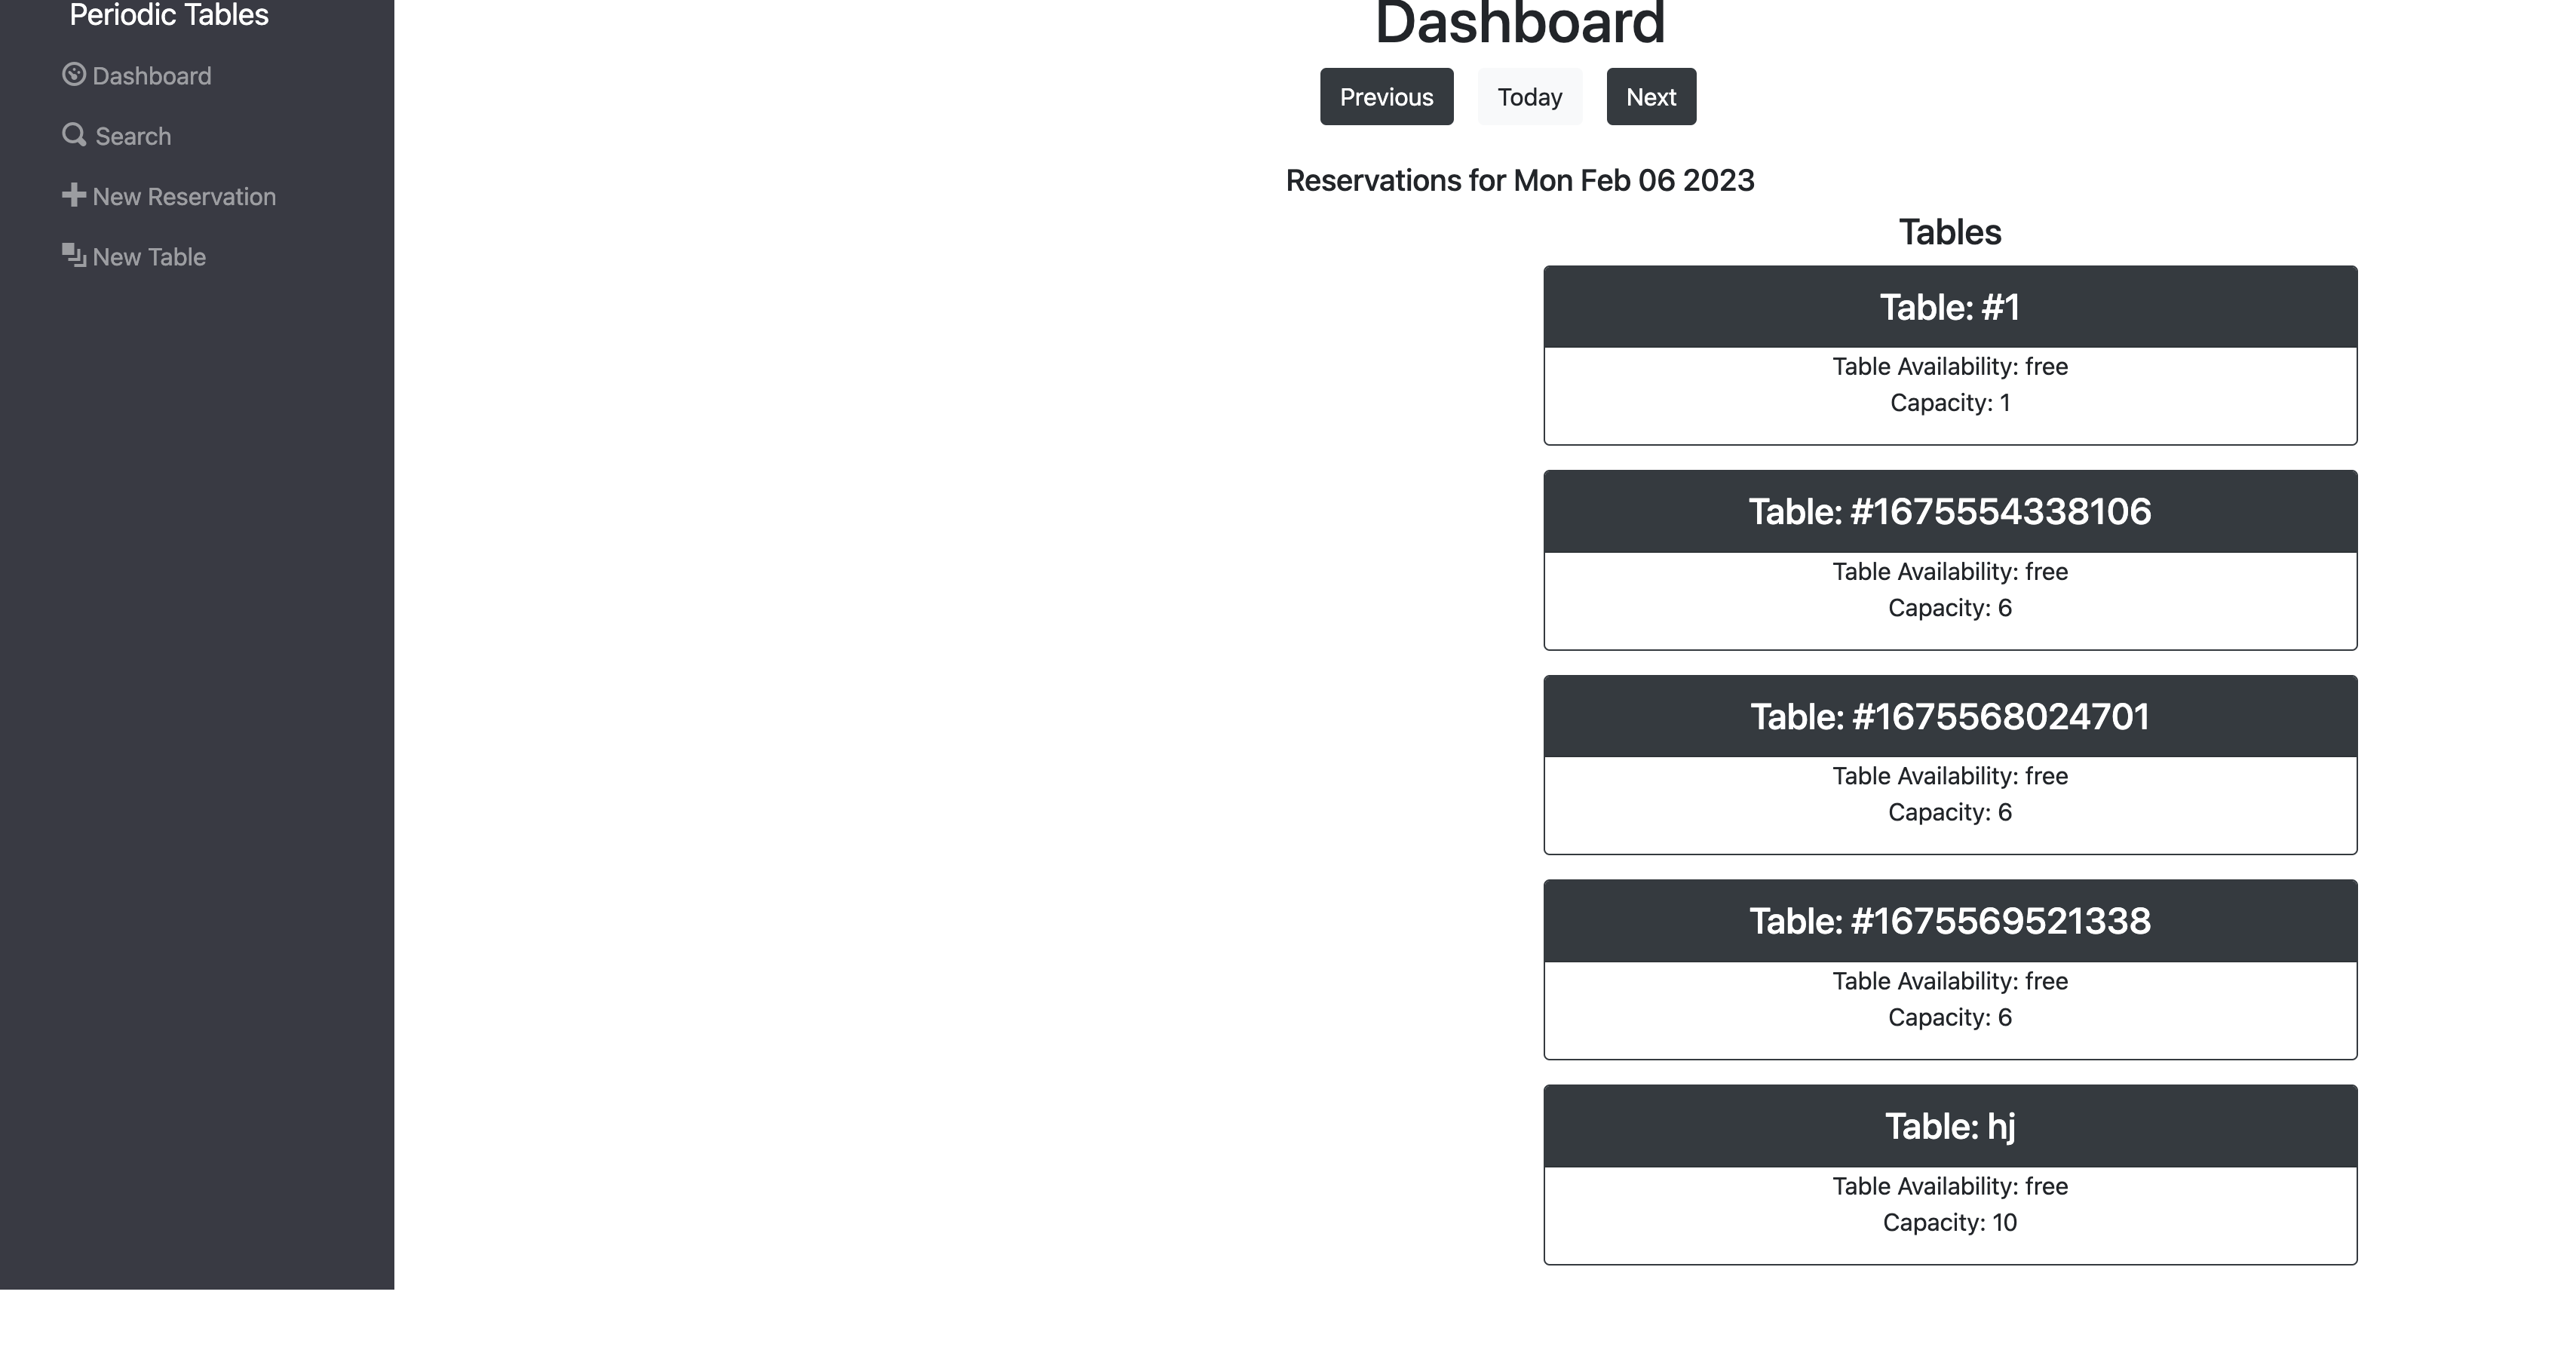 Periodic Tables
Dashboard
Search
New Reservation
New Table
Dashboard
Previous Today Next
Reservations for Mon Feb 06 2023
Tables
Table: #1
Table Availability: free
Capacity: 1
Table: #1675554338106
Table Availability: free
Capacity: 6
Table: #1675568024701
Table Availability: free
Capacity: 6
Table: #1675569521338
Table Availability: free
Capacity: 6
Table: hj
Table Availability: free
Capacity: 10